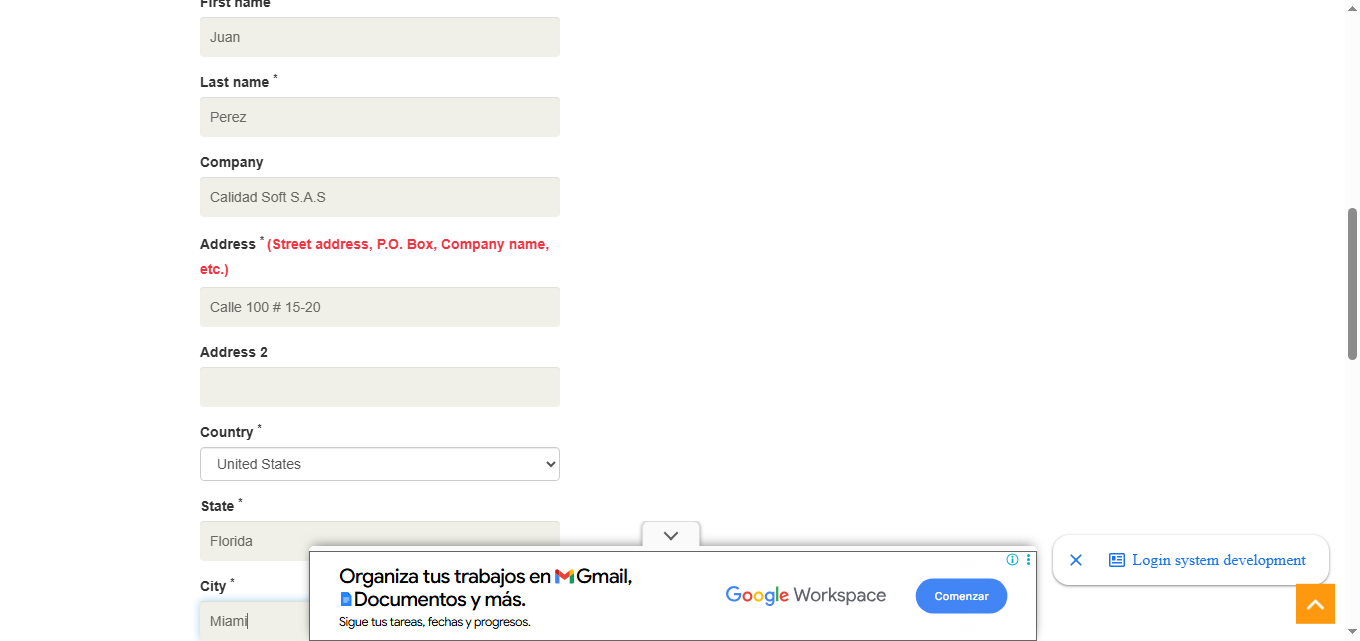 First name
Juan
Last name *
Perez
Company
Calidad Soft S.A.S
Address * (Street address, P.O. Box, Company name,
etc.)
Calle 100 # 15-20
Address 2
Country *
United States
State *
Florida
City *
Miami
Organiza tus trabajos en Gmail,
Documentos y más.
Sigue tus tareas, fechas y progresos.
Google Workspace
Comenzar
Login system development